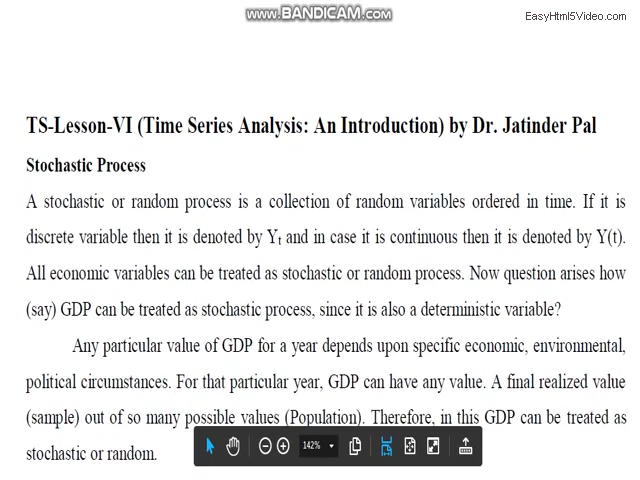 www.BANDICAM.com
EasyHtml5Video.com
TS-Lesson-VI (Time Series Analysis: An Introduction) by Dr. Jatinder Pal
Stochastic Process
A stochastic or random process is a collection of random variables ordered in time. If it is
discrete variable then it is denoted by Yₜ and in case it is continuous then it is denoted by Y(t).
All economic variables can be treated as stochastic or random process. Now question arises how
(say) GDP can be treated as stochastic process, since it is also a deterministic variable?
Any particular value of GDP for a year depends upon specific economic, environmental,
political circumstances. For that particular year, GDP can have any value. A final realized value
(sample) out of so many possible values (Population). Therefore, in this GDP can be treated as
stochastic or random.
142%